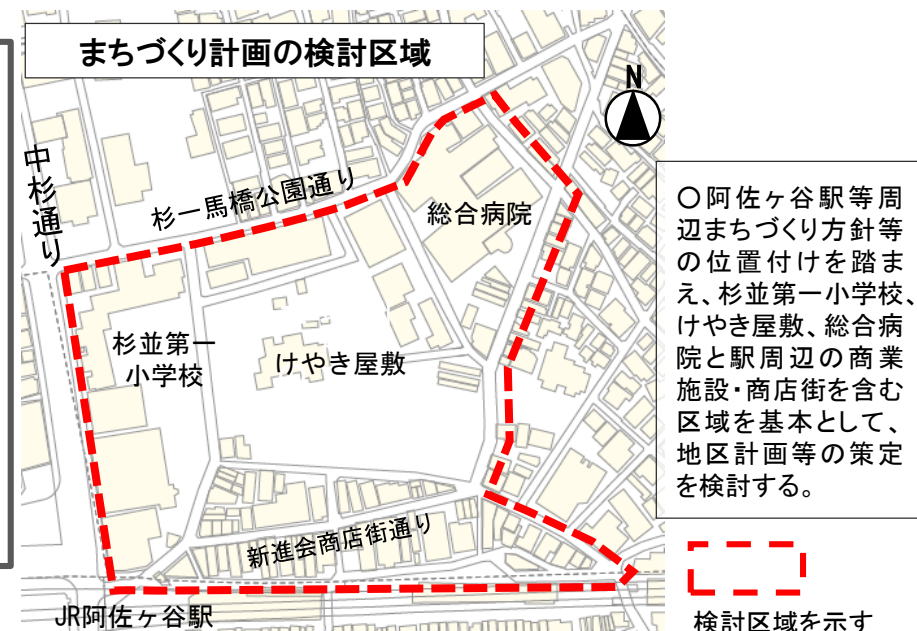 まちづくり計画の検討区域
N
中杉通り
杉一馬橋公園通り
総合病院
杉並第一
小学校
けやき屋敷
新進会商店街通り
JR阿佐ヶ谷駅
〇阿佐ヶ谷駅等周
辺まちづくり方針等
の位置付けを踏ま
え、杉並第一小学校、
けやき屋敷、総合病
院と駅周辺の商業
施設・商店街を含む
区域を基本として、
地区計画等の策定
を検討する。
検討区域を示す